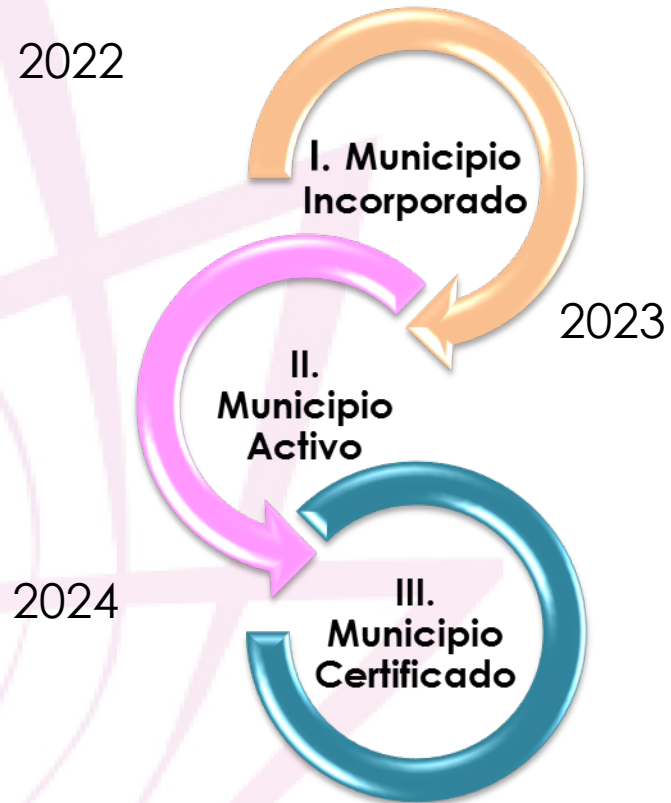 2022
I. Municipio
Incorporado
2023
II.
Municipio
Activo
2024
III.
Municipio
Certificado